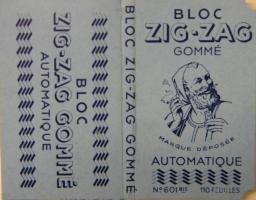 BLOC
ZIG-ZAG GOMMÉ
AUTOMATIQUE
BLOC ZIG-ZAG GOMMÉ
BLOC
ZIG-ZAG
GOMMÉ
MARQUE DÉPOSÉE
AUTOMATIQUE
Nº 601 BIS 110 FEUILLES